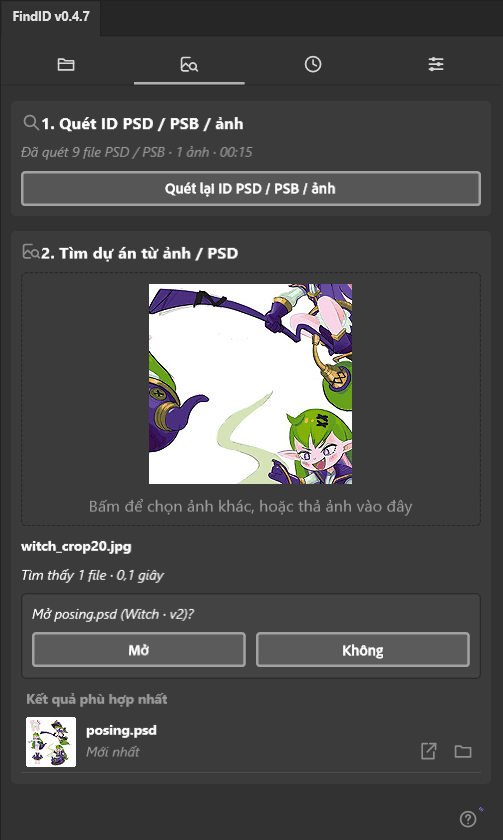 FindID v0.4.7
1. Quét ID PSD / PSB / ảnh
Đã quét 9 file PSD / PSB · 1 ảnh · 00:15
Quét lại ID PSD / PSB / ảnh
2. Tìm dự án từ ảnh / PSD
Bấm để chọn ảnh khác, hoặc thả ảnh vào đây
witch_crop20.jpg
Tìm thấy 1 file · 0,1 giây
Mở posing.psd (Witch · v2)?
Mở
Không
Kết quả phù hợp nhất
posing.psd
Mới nhất